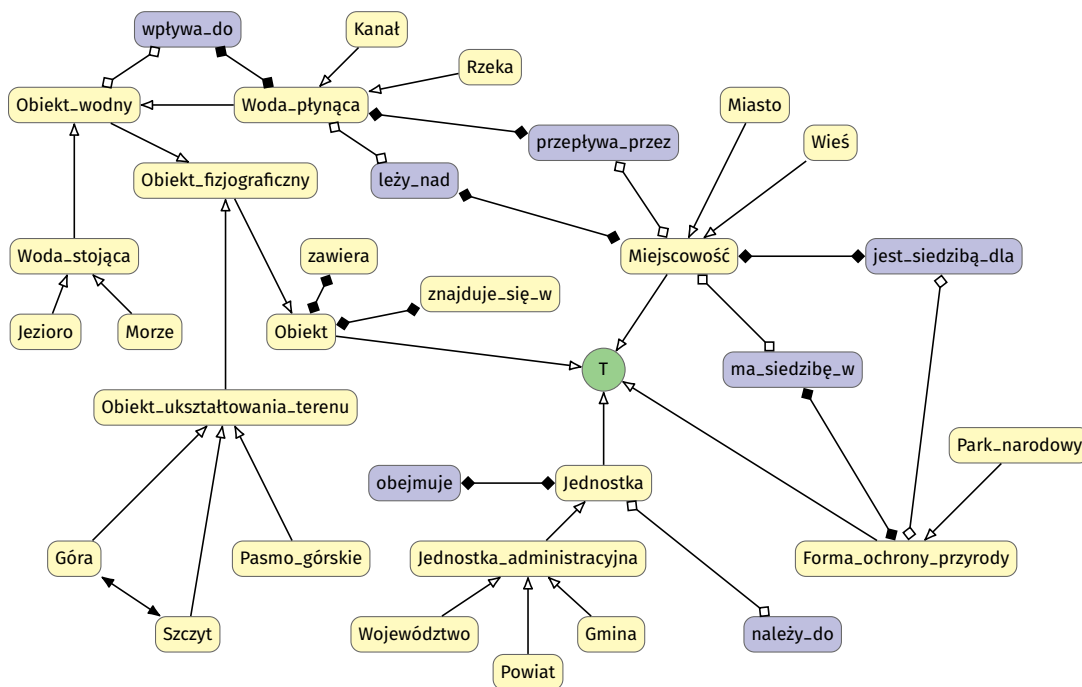 wpływa_do
Kanał
Rzeka
Obiekt_wodny
Woda_płynąca
Miasto
przepływa_przez
Wieś
Obiekt_fizjograficzny
leży_nad
Woda_stojąca
zawiera
Miejscowość
jest_siedzibą_dla
znajduje_się_w
Jezioro
Morze
Obiekt
T
ma_siedzibę_w
Obiekt_ukształtowania_terenu
Park_narodowy
obejmuje
Jednostka
Góra
Pasmo_górskie
Jednostka_administracyjna
Forma_ochrony_przyrody
Szczyt
Województwo
Gmina
należy_do
Powiat